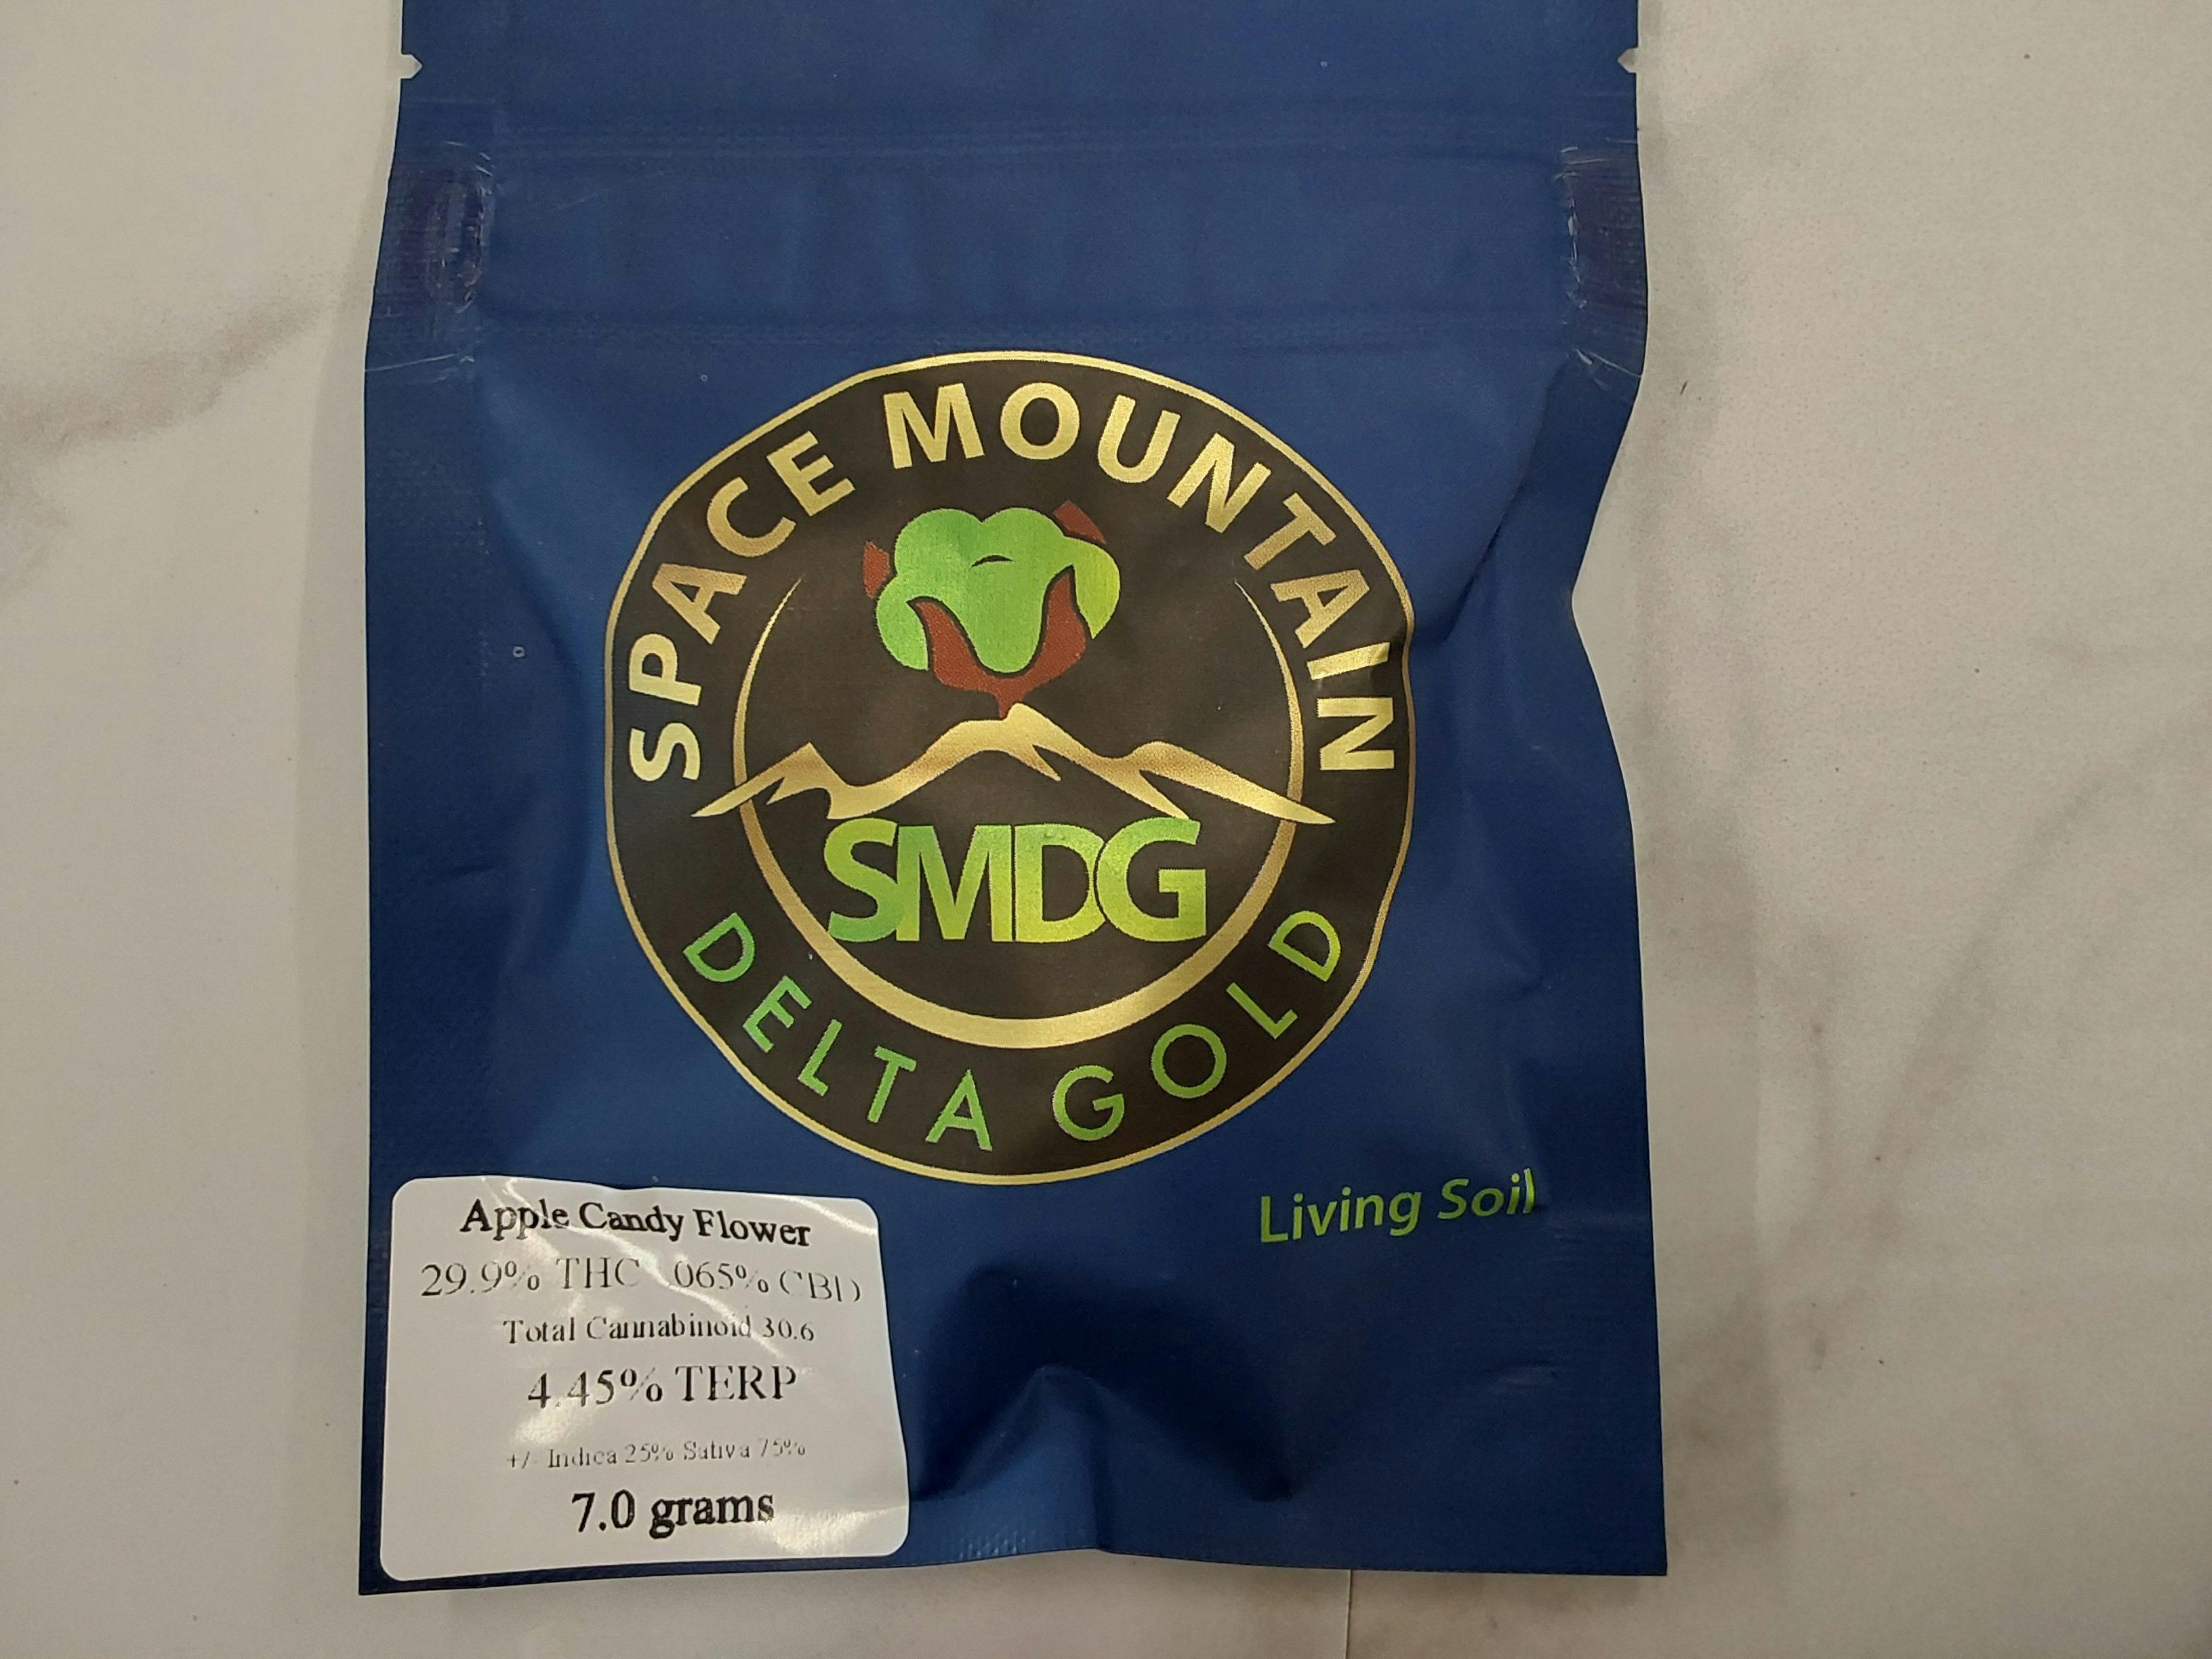 SPACE MOUNTAIN
SMDG
DELTA GOLD
Living Soil
Apple Candy Flower
29.9% THC .065% CBD
Total Cannabinoid 30.6
4.45% TERP
+/- Indica 25% Sativa 75%
7.0 grams